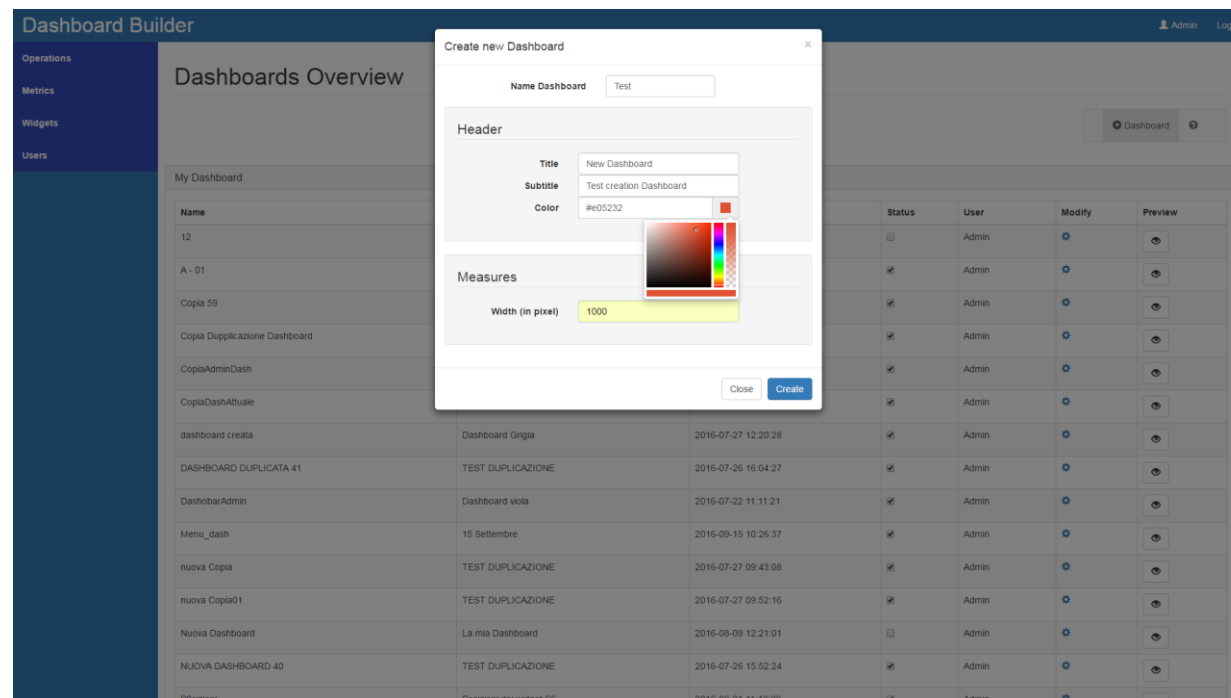 Dashboard Builder
Admin Log
Operations
Metrics
Widgets
Users
Dashboards Overview
Dashboard
My Dashboard
Name Status User Modify Preview
12 Admin
A - 01 Admin
Copia 59 Admin
Copia Dupplicazione Dashboard Admin
CopiaAdminDash Admin
CopiaDashAttuale Admin
dashboard creata Dashboard Grigia 2016-07-27 12:20:28 Admin
DASHBOARD DUPLICATA 41 TEST DUPLICAZIONE 2016-07-26 16:04:27 Admin
DashobarAdmin Dashboard viola 2016-07-22 11:11:21 Admin
Menu_dash 15 Settembre 2016-09-15 10:26:37 Admin
nuova Copia TEST DUPLICAZIONE 2016-07-27 09:43:08 Admin
nuova Copia01 TEST DUPLICAZIONE 2016-07-27 09:52:16 Admin
Nuova Dashboard La mia Dashboard 2016-08-09 12:21:01 Admin
NUOVA DASHBOARD 40 TEST DUPLICAZIONE 2016-07-26 15:52:24 Admin
Create new Dashboard ×
Name Dashboard Test
Header
Title New Dashboard
Subtitle Test creation Dashboard
Color #e05232
Measures
Width (in pixel) 1000
Close Create